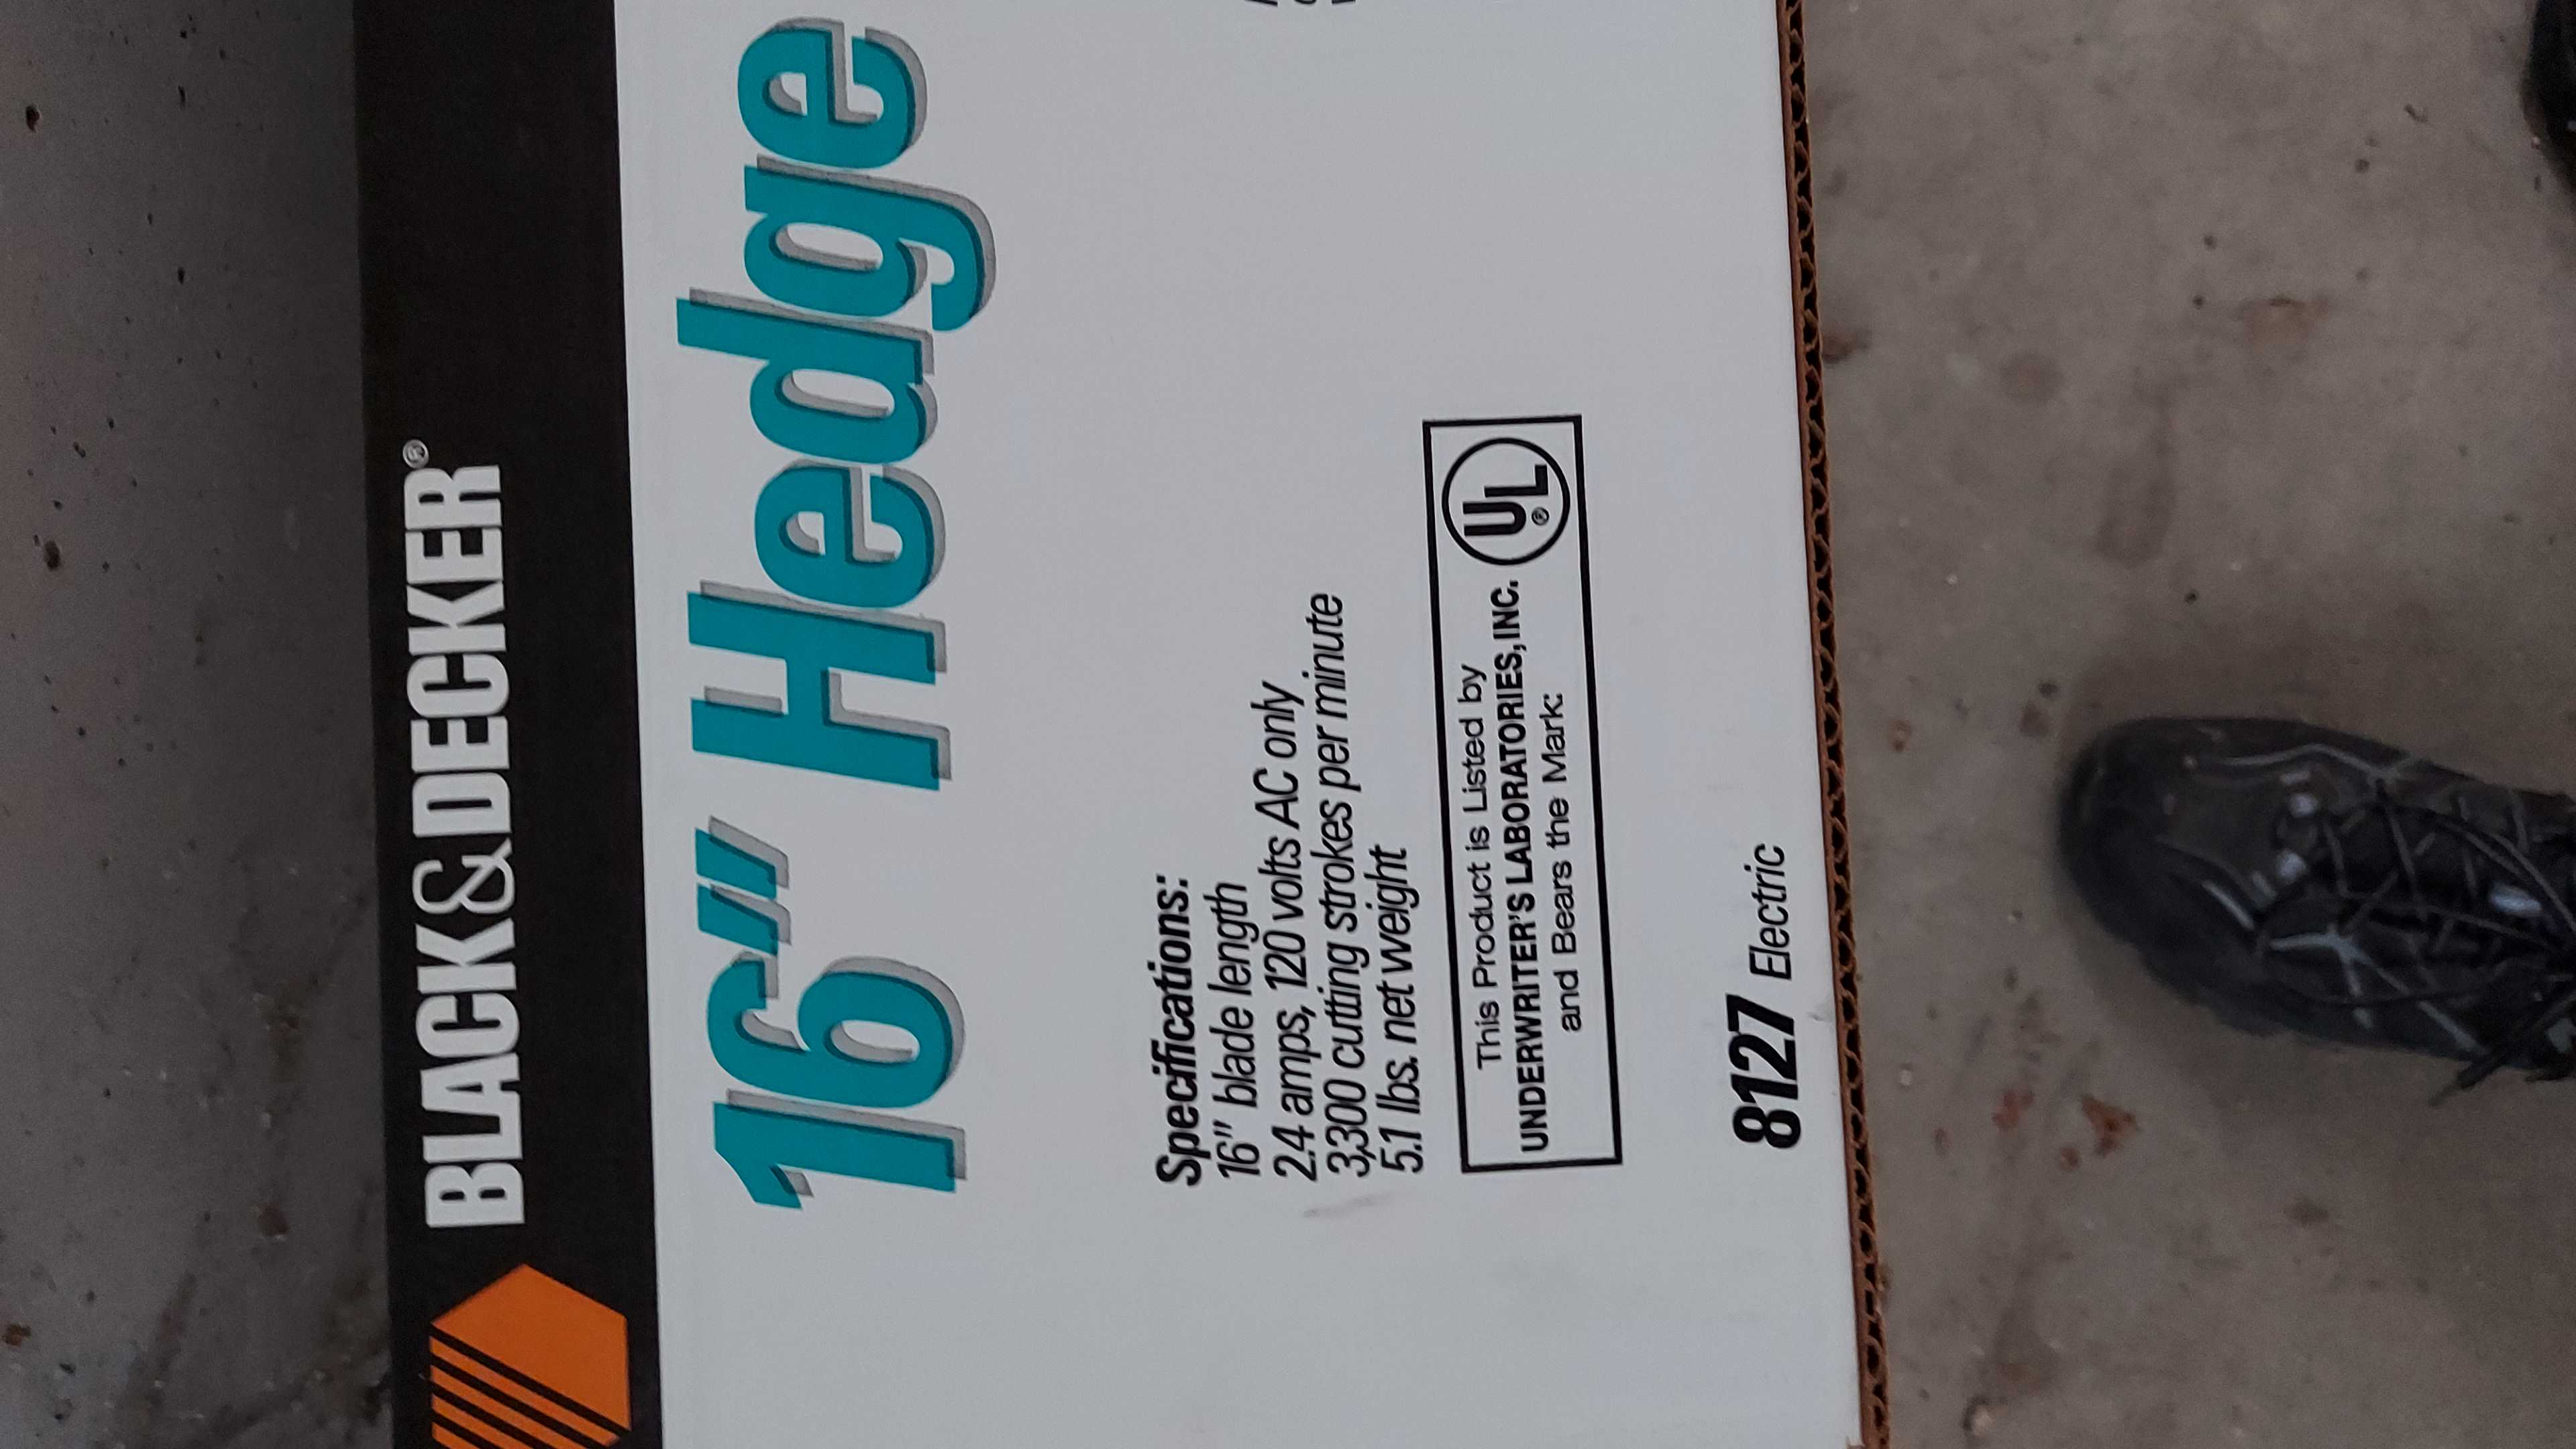 BLACK & DECKER®
16" Hedge
Specifications:
16" blade length
2.4 amps, 120 volts AC only
3,300 cutting strokes per minute
5.1 lbs. net weight
This Product is Listed by
UNDERWRITER'S LABORATORIES, INC.
and Bears the Mark:
UL®
8127 Electric